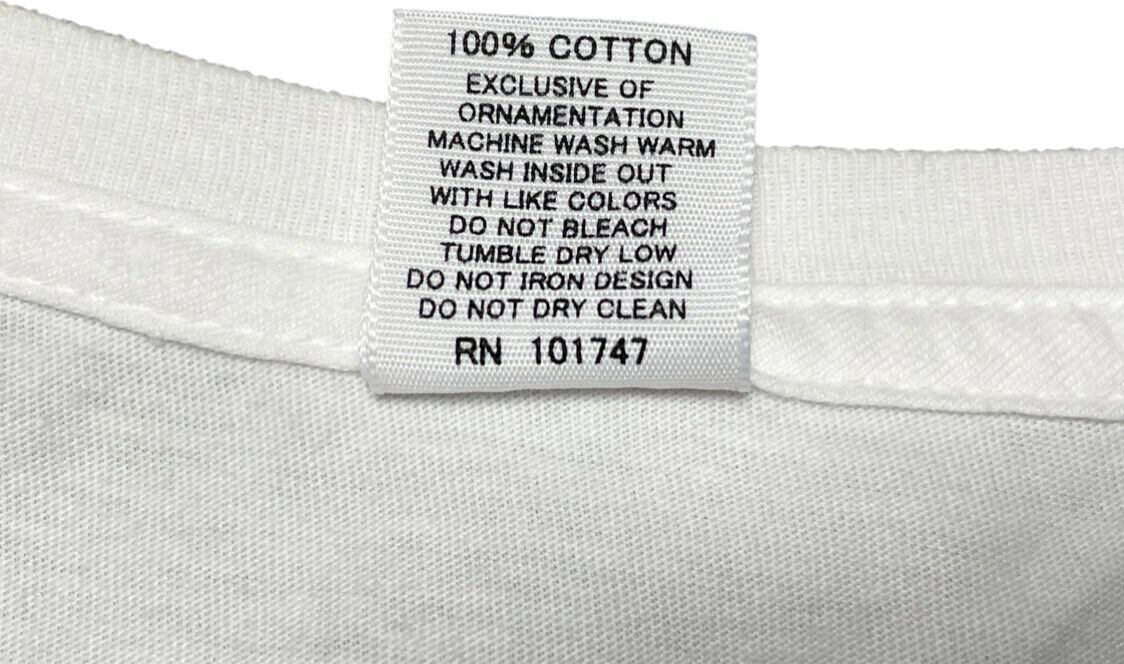 100% COTTON
EXCLUSIVE OF
ORNAMENTATION
MACHINE WASH WARM
WASH INSIDE OUT
WITH LIKE COLORS
DO NOT BLEACH
TUMBLE DRY LOW
DO NOT IRON DESIGN
DO NOT DRY CLEAN
RN 101747